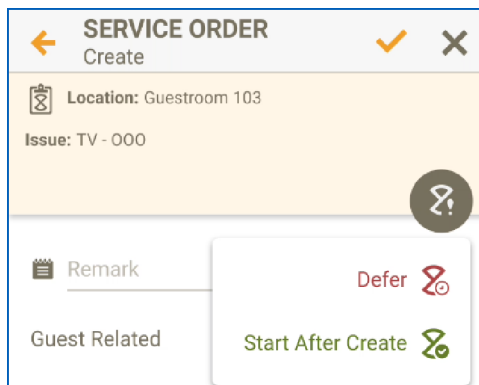 SERVICE ORDER
Create
Location: Guestroom 103
Issue: TV - OOO
Remark
Defer
Guest Related
Start After Create